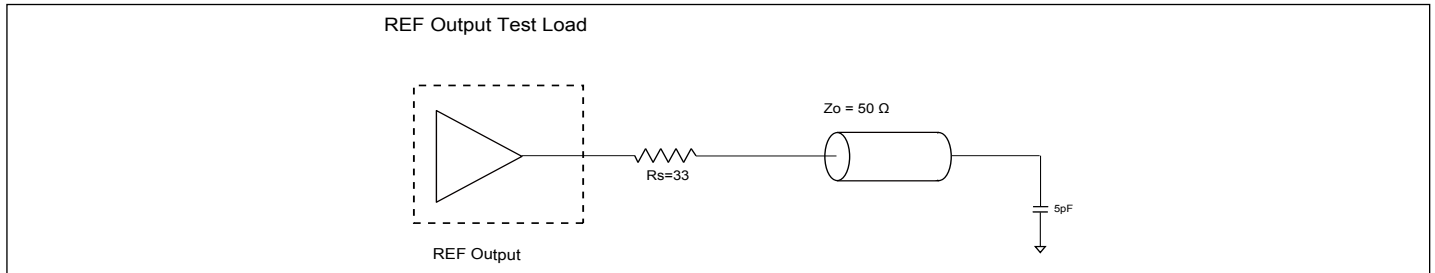 REF Output Test Load
Zo = 50 Ω
Rs=33
5pF
REF Output